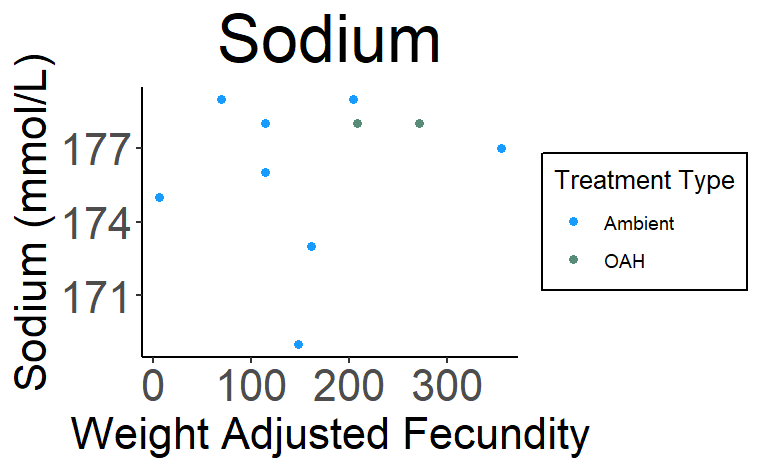 Sodium
Sodium (mmol/L)
177
174
171
0 100 200 300
Weight Adjusted Fecundity
Treatment Type
Ambient
OAH